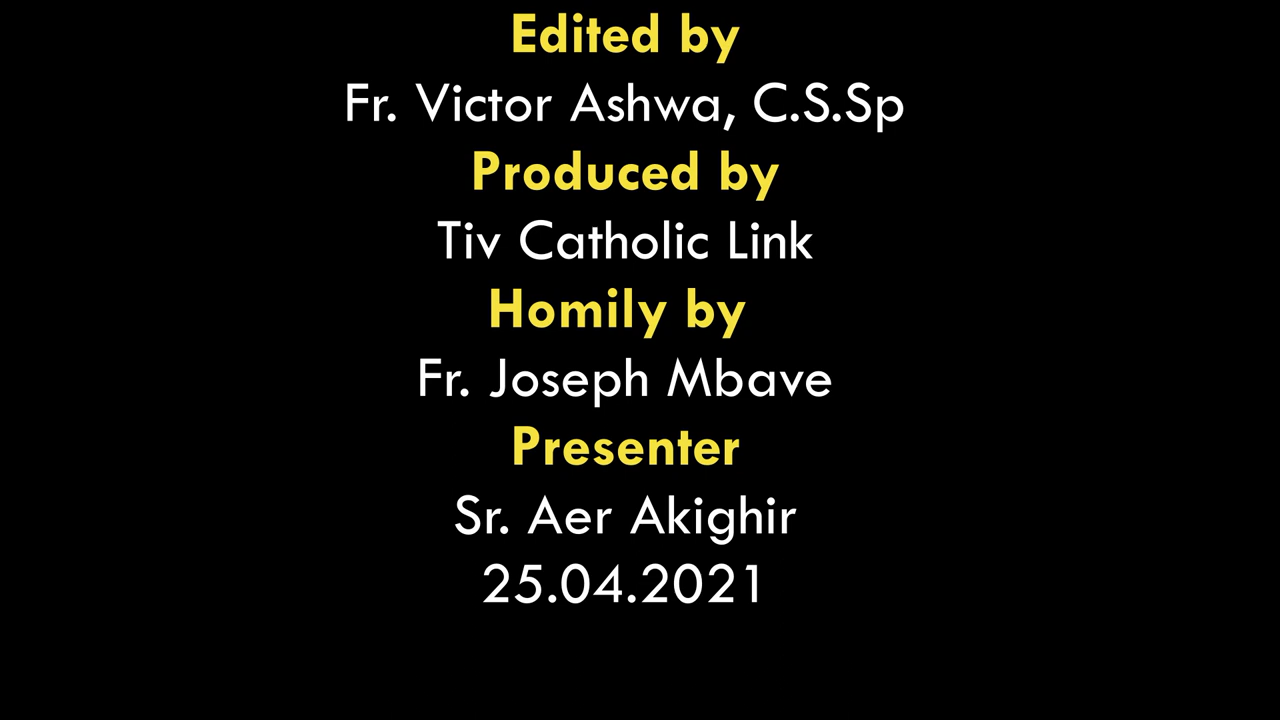 Edited by
Fr. Victor Ashwa, C.S.Sp
Produced by
Tiv Catholic Link
Homily by
Fr. Joseph Mbave
Presenter
Sr. Aer Akighir
25.04.2021